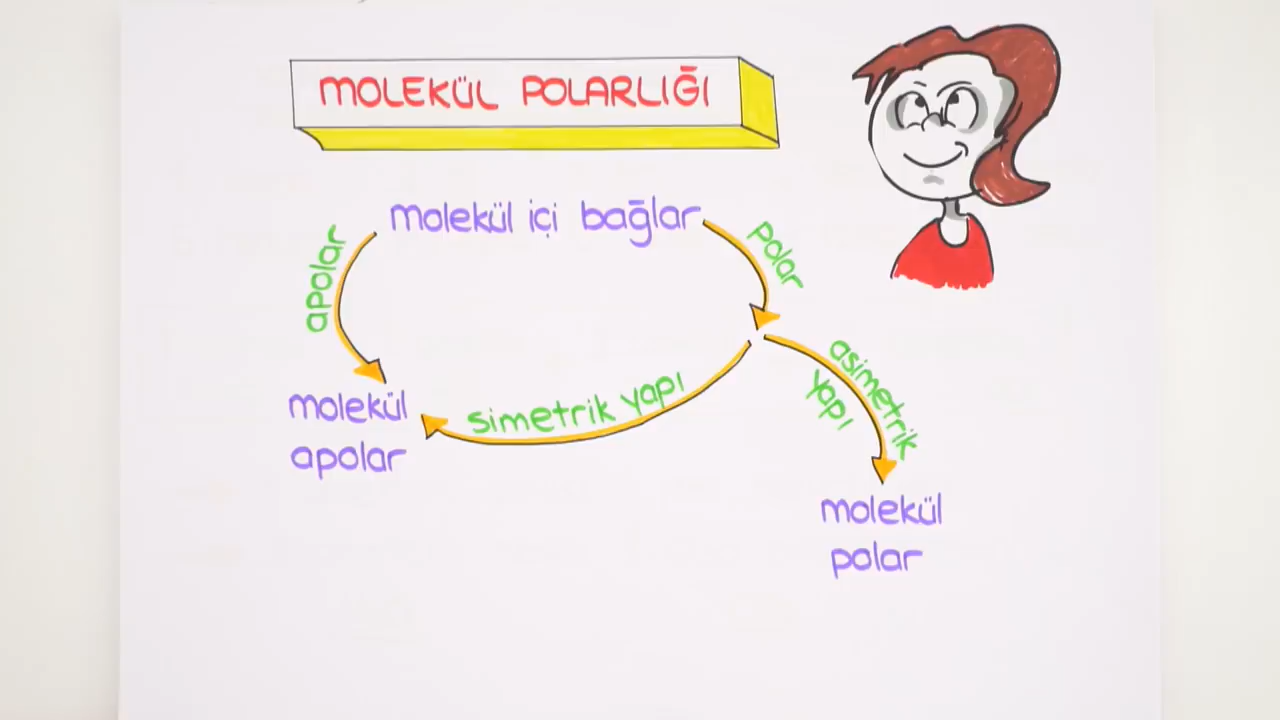 MOLEKÜL POLARLIĞI
molekül içi bağlar
apolar
polar
simetrik yapı
asimetrik
yapı
molekül
apolar
molekül
polar